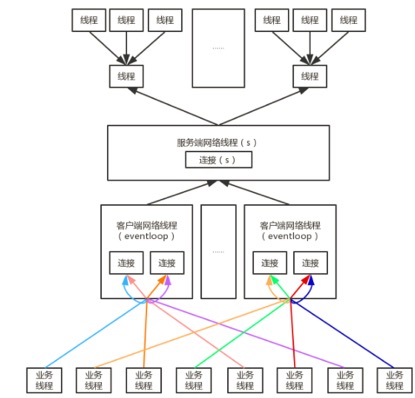 线程 线程 线程 线程 线程 线程
......
线程 线程
服务端网络线程（s）
连接（s）
客户端网络线程
（eventloop）
连接 连接
......
客户端网络线程
（eventloop）
连接 连接
业务
线程
业务
线程
业务
线程
业务
线程
业务
线程
业务
线程
业务
线程
业务
线程